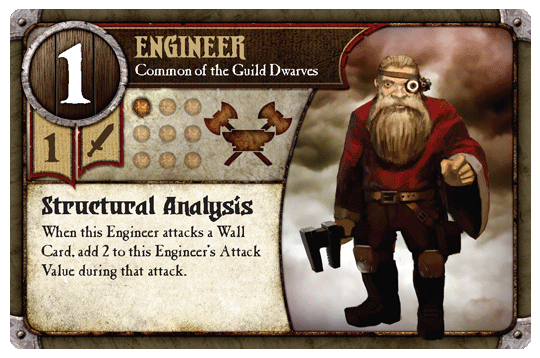 1
ENGINEER
Common of the Guild Dwarves
1
Structural Analysis
When this Engineer attacks a Wall
Card, add 2 to this Engineer's Attack
Value during that attack.